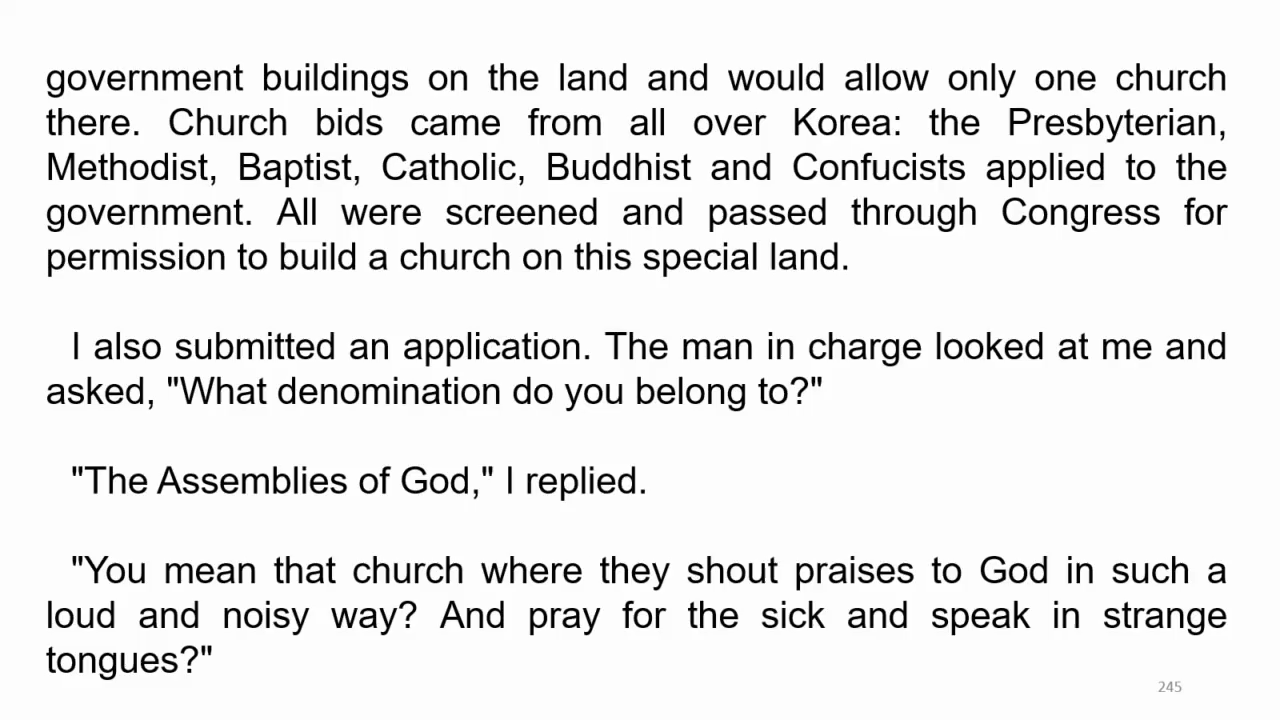 government buildings on the land and would allow only one church
there. Church bids came from all over Korea: the Presbyterian,
Methodist, Baptist, Catholic, Buddhist and Confucists applied to the
government. All were screened and passed through Congress for
permission to build a church on this special land.
I also submitted an application. The man in charge looked at me and
asked, "What denomination do you belong to?"
"The Assemblies of God," I replied.
"You mean that church where they shout praises to God in such a
loud and noisy way? And pray for the sick and speak in strange
tongues?"
245